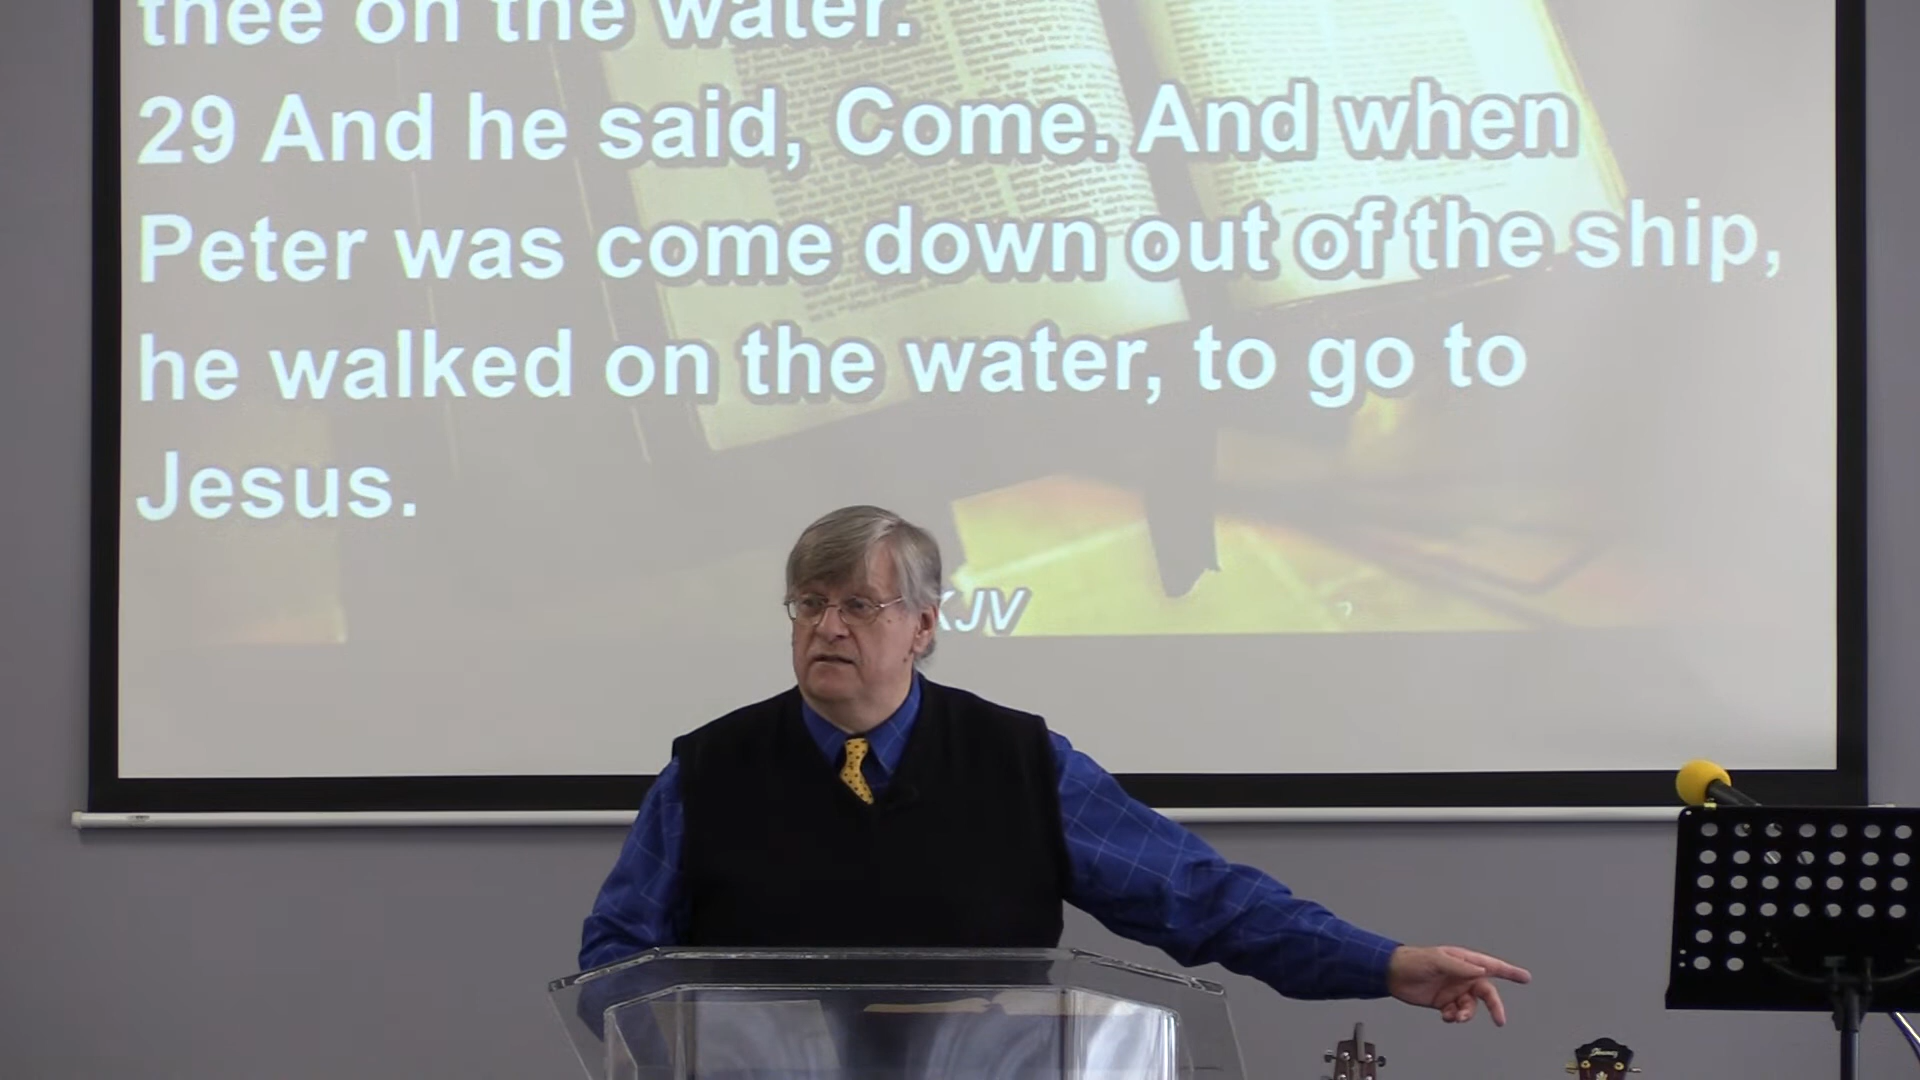 thee on the water.
29 And he said, Come. And when
Peter was come down out of the ship,
he walked on the water, to go to
Jesus.
KJV
Ibanez